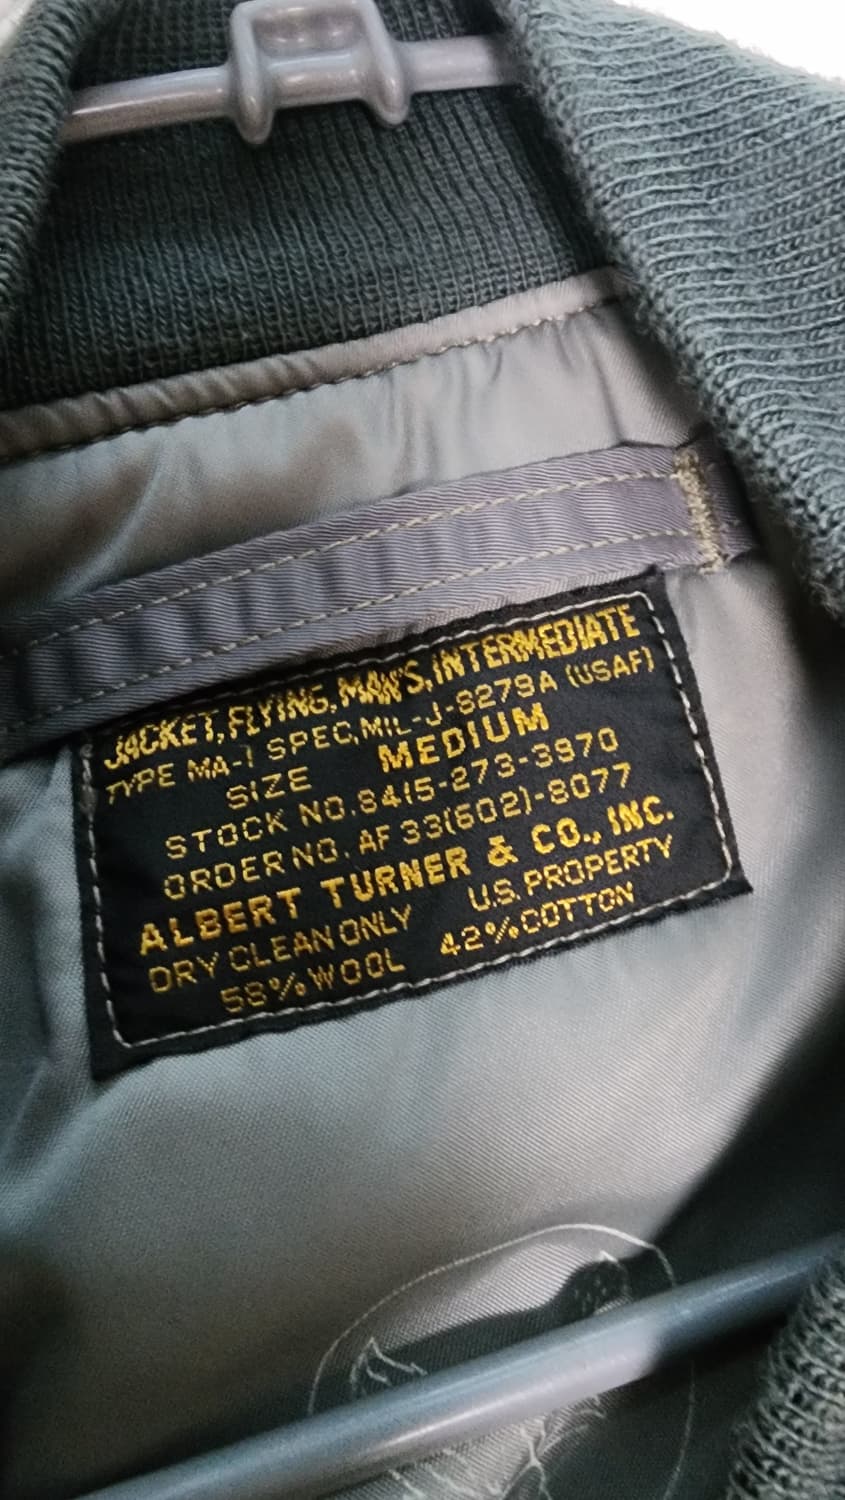 JACKET, FLYING, MAN'S, INTERMEDIATE
TYPE MA-1 SPEC, MIL-J-8279A (USAF)
SIZE MEDIUM
STOCK NO. 8415-273-3970
ORDER NO. AF 33(602)-8077
ALBERT TURNER & CO., INC.
DRY CLEAN ONLY U.S. PROPERTY
58% WOOL 42% COTTON